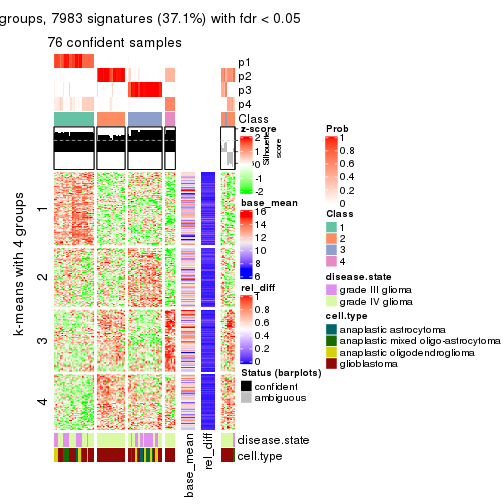 groups, 7983 signatures (37.1%) with fdr < 0.05
76 confident samples
p1
p2
p3
p4
Class
k-means with 4 groups
1
2
3
4
disease.state
cell.type
base_mean
rel_diff
z-score
2
1
0
-1
-2
Silhouette
score
base_mean
16
14
12
10
8
6
rel_diff
1
0.8
0.6
0.4
0.2
0
Status (barplots)
confident
ambiguous
Prob
1
0.8
0.6
0.4
0.2
0
Class
1
2
3
4
disease.state
grade III glioma
grade IV glioma
cell.type
anaplastic astrocytoma
anaplastic mixed oligo-astrocytoma
anaplastic oligodendroglioma
glioblastoma